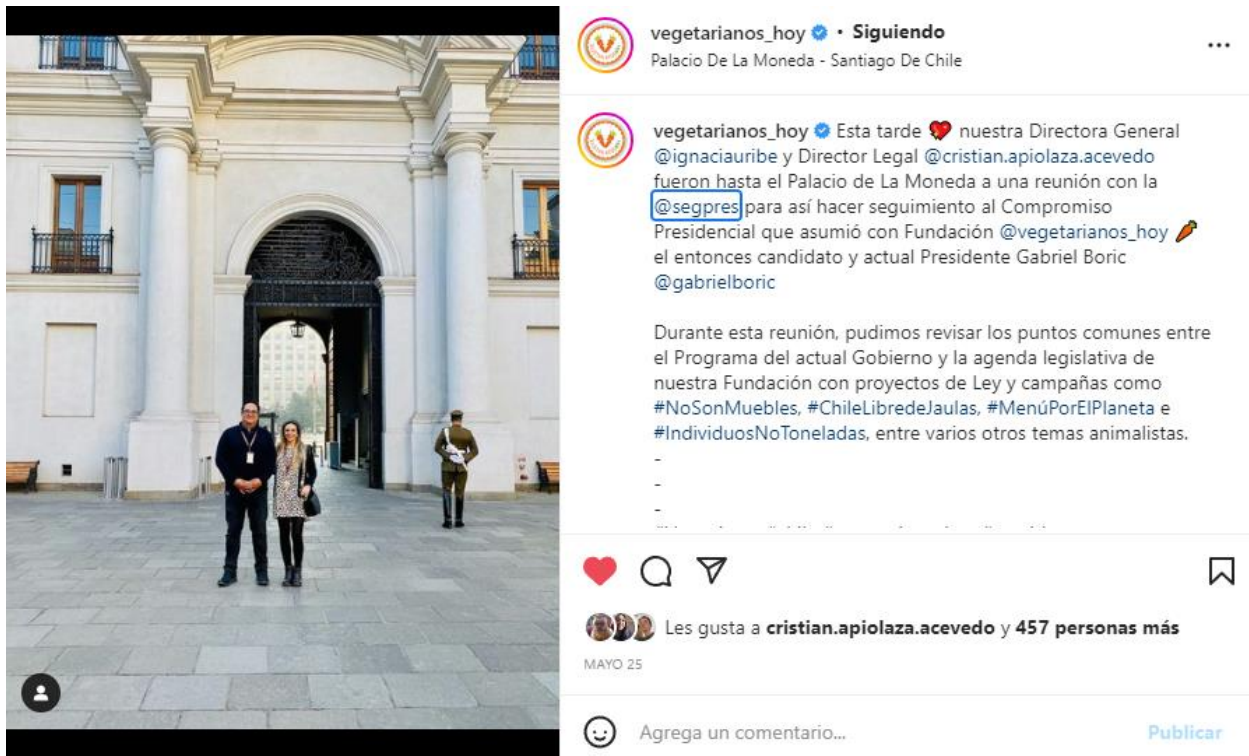 vegetarianos_hoy • Siguiendo
Palacio De La Moneda - Santiago De Chile
vegetarianos_hoy Esta tarde 💘 nuestra Directora General
@ignaciauribe y Director Legal @cristian.apiolaza.acevedo
fueron hasta el Palacio de La Moneda a una reunión con la
@segpres para así hacer seguimiento al Compromiso
Presidencial que asumió con Fundación @vegetarianos_hoy 🥕
el entonces candidato y actual Presidente Gabriel Boric
@gabrielboric
Durante esta reunión, pudimos revisar los puntos comunes entre
el Programa del actual Gobierno y la agenda legislativa de
nuestra Fundación con proyectos de Ley y campañas como
#NoSonMuebles, #ChileLibredeJaulas, #MenúPorElPlaneta e
#IndividuosNoToneladas, entre varios otros temas animalistas.
-
-
-
Les gusta a cristian.apiolaza.acevedo y 457 personas más
MAYO 25
Agrega un comentario...
Publicar